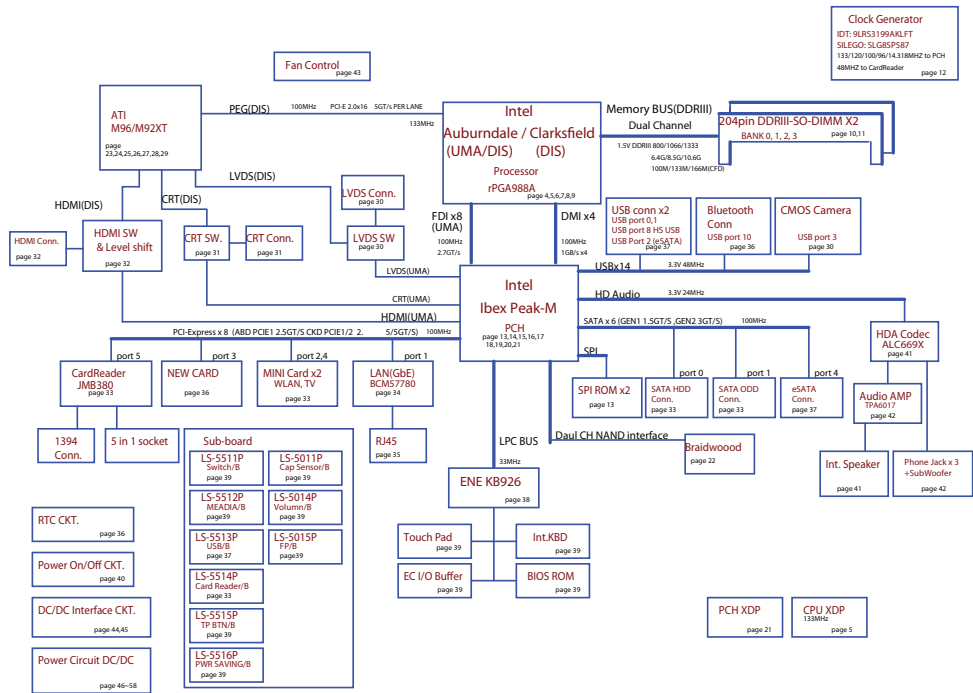 Clock Generator
IDT: 9LRS3199AKLFT
SILEGO: SLG8SP587
133/120/100/96/14.318MHZ to PCH
48MHZ to CardReader
page 12
Fan Control
page 43
ATI
M96/M92XT
page
23,24,25,26,27,28,29
PEG(DIS)
100MHz
PCI-E 2.0x16
5GT/s PER LANE
133MHz
Intel
Auburndale / Clarksfield
(UMA/DIS)
(DIS)
Processor
rPGA988A
page 4,5,6,7,8,9
Memory BUS(DDRIII)
Dual Channel
1.5V DDRIII 800/1066/1333
6.4G/8.5G/10.6G
100M/133M/166M(CFD)
204pin DDRIII-SO-DIMM X2
BANK 0, 1, 2, 3
page 10,11
LVDS(DIS)
CRT(DIS)
HDMI(DIS)
LVDS Conn.
page 30
LVDS SW
page 30
HDMI Conn.
page 32
HDMI SW
& Level shift
page 32
CRT SW.
page 31
CRT Conn.
page 31
FDI x8
(UMA)
100MHz
2.7GT/s
DMI x4
100MHz
1GB/s x4
USB conn x2
USB port 0,1
USB port 8 HS USB
USB Port 2 (eSATA)
page 37
Bluetooth
Conn
USB port 10
page 36
CMOS Camera
USB port 3
page 30
LVDS(UMA)
CRT(UMA)
HDMI(UMA)
Intel
Ibex Peak-M
PCH
page 13,14,15,16,17
18,19,20,21
USBx14
3.3V 48MHz
HD Audio
3.3V 24MHz
SATA x 6 (GEN1 1.5GT/S ,GEN2 3GT/S)
100MHz
SPI
PCI-Express x 8 (ABD PCIE1 2.5GT/S CKD PCIE1/2 2.
5/5GT/S)
100MHz
port 5
CardReader
JMB380
page 33
port 3
NEW CARD
page 36
port 2,4
MINI Card x2
WLAN, TV
page 33
port 1
LAN(GbE)
BCM57780
page 34
SPI ROM x2
page 13
port 0
SATA HDD
Conn.
page 33
port 1
SATA ODD
Conn.
page 33
port 4
eSATA
Conn.
page 37
HDA Codec
ALC669X
page 41
Audio AMP
TPA6017
page 42
1394
Conn.
5 in 1 socket
RJ45
page 35
LPC BUS
33MHz
Daul CH NAND interface
Braidwoood
page 22
Int. Speaker
page 41
Phone Jack x 3
+SubWoofer
page 42
Sub-board
LS-5511P
Switch/B
page 39
LS-5011P
Cap Sensor/B
page 39
LS-5512P
MEADIA/B
page39
LS-5014P
Volumn/B
page 39
LS-5513P
USB/B
page 37
LS-5015P
FP/B
page39
LS-5514P
Card Reader/B
page 33
LS-5515P
TP BTN/B
page 39
LS-5516P
PWR SAVING/B
page 39
ENE KB926
page 38
Touch Pad
page 39
Int.KBD
page 39
EC I/O Buffer
page 39
BIOS ROM
page 39
RTC CKT.
page 36
Power On/Off CKT.
page 40
DC/DC Interface CKT.
page 44,45
Power Circuit DC/DC
page 46~58
PCH XDP
page 21
CPU XDP
133MHz
page 5